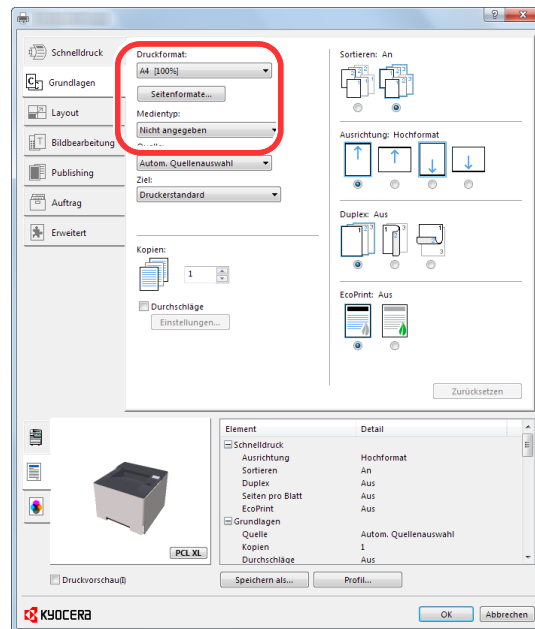 Schnelldruck
Grundlagen
Layout
Bildbearbeitung
Publishing
Auftrag
Erweitert
Druckformat:
A4 [100%]
Seitenformate...
Medientyp:
Nicht angegeben
Autom. Quellenauswahl
Ziel:
Druckerstandard
Kopien:
1
Durchschläge
Einstellungen...
Sortieren: An
Ausrichtung: Hochformat
Duplex: Aus
EcoPrint: Aus
Zurücksetzen
PCL XL
Druckvorschau(I)
Element Detail
Schnelldruck
Ausrichtung Hochformat
Sortieren An
Duplex Aus
Seiten pro Blatt Aus
EcoPrint Aus
Grundlagen
Quelle Autom. Quellenauswahl
Kopien 1
Durchschläge Aus
Speichern als... Profil...
KYOCERA
OK Abbrechen